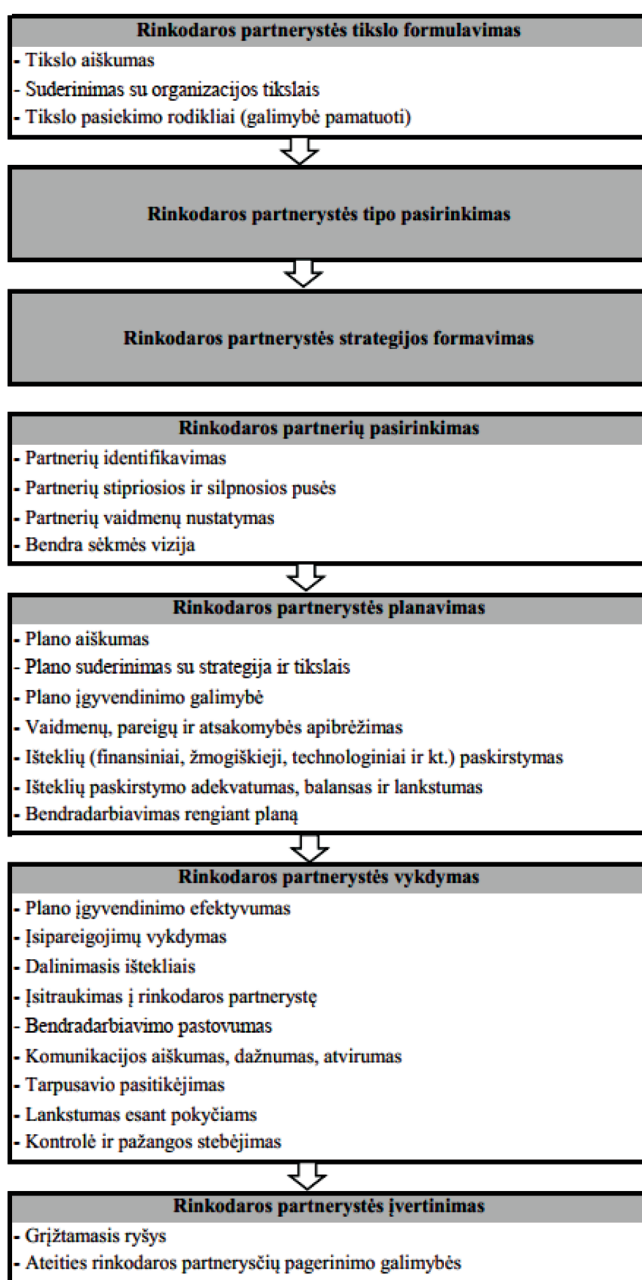 Rinkodaros partnerystės tikslo formulavimas
- Tikslo aiškumas
- Suderinimas su organizacijos tikslais
- Tikslo pasiekimo rodikliai (galimybė pamatuoti)
Rinkodaros partnerystės tipo pasirinkimas
Rinkodaros partnerystės strategijos formavimas
Rinkodaros partnerių pasirinkimas
- Partnerių identifikavimas
- Partnerių stipriosios ir silpnosios pusės
- Partnerių vaidmenų nustatymas
- Bendra sėkmės vizija
Rinkodaros partnerystės planavimas
- Plano aiškumas
- Plano suderinimas su strategija ir tikslais
- Plano įgyvendinimo galimybė
- Vaidmenų, pareigų ir atsakomybės apibrėžimas
- Išteklių (finansiniai, žmogiškieji, technologiniai ir kt.) paskirstymas
- Išteklių paskirstymo adekvatumas, balansas ir lankstumas
- Bendradarbiavimas rengiant planą
Rinkodaros partnerystės vykdymas
- Plano įgyvendinimo efektyvumas
- Įsipareigojimų vykdymas
- Dalinimasis ištekliais
- Įsitraukimas į rinkodaros partnerystę
- Bendradarbiavimo pastovumas
- Komunikacijos aiškumas, dažnumas, atvirumas
- Tarpusavio pasitikėjimas
- Lankstumas esant pokyčiams
- Kontrolė ir pažangos stebėjimas
Rinkodaros partnerystės įvertinimas
- Grįžtamasis ryšys
- Ateities rinkodaros partnerysčių pagerinimo galimybės